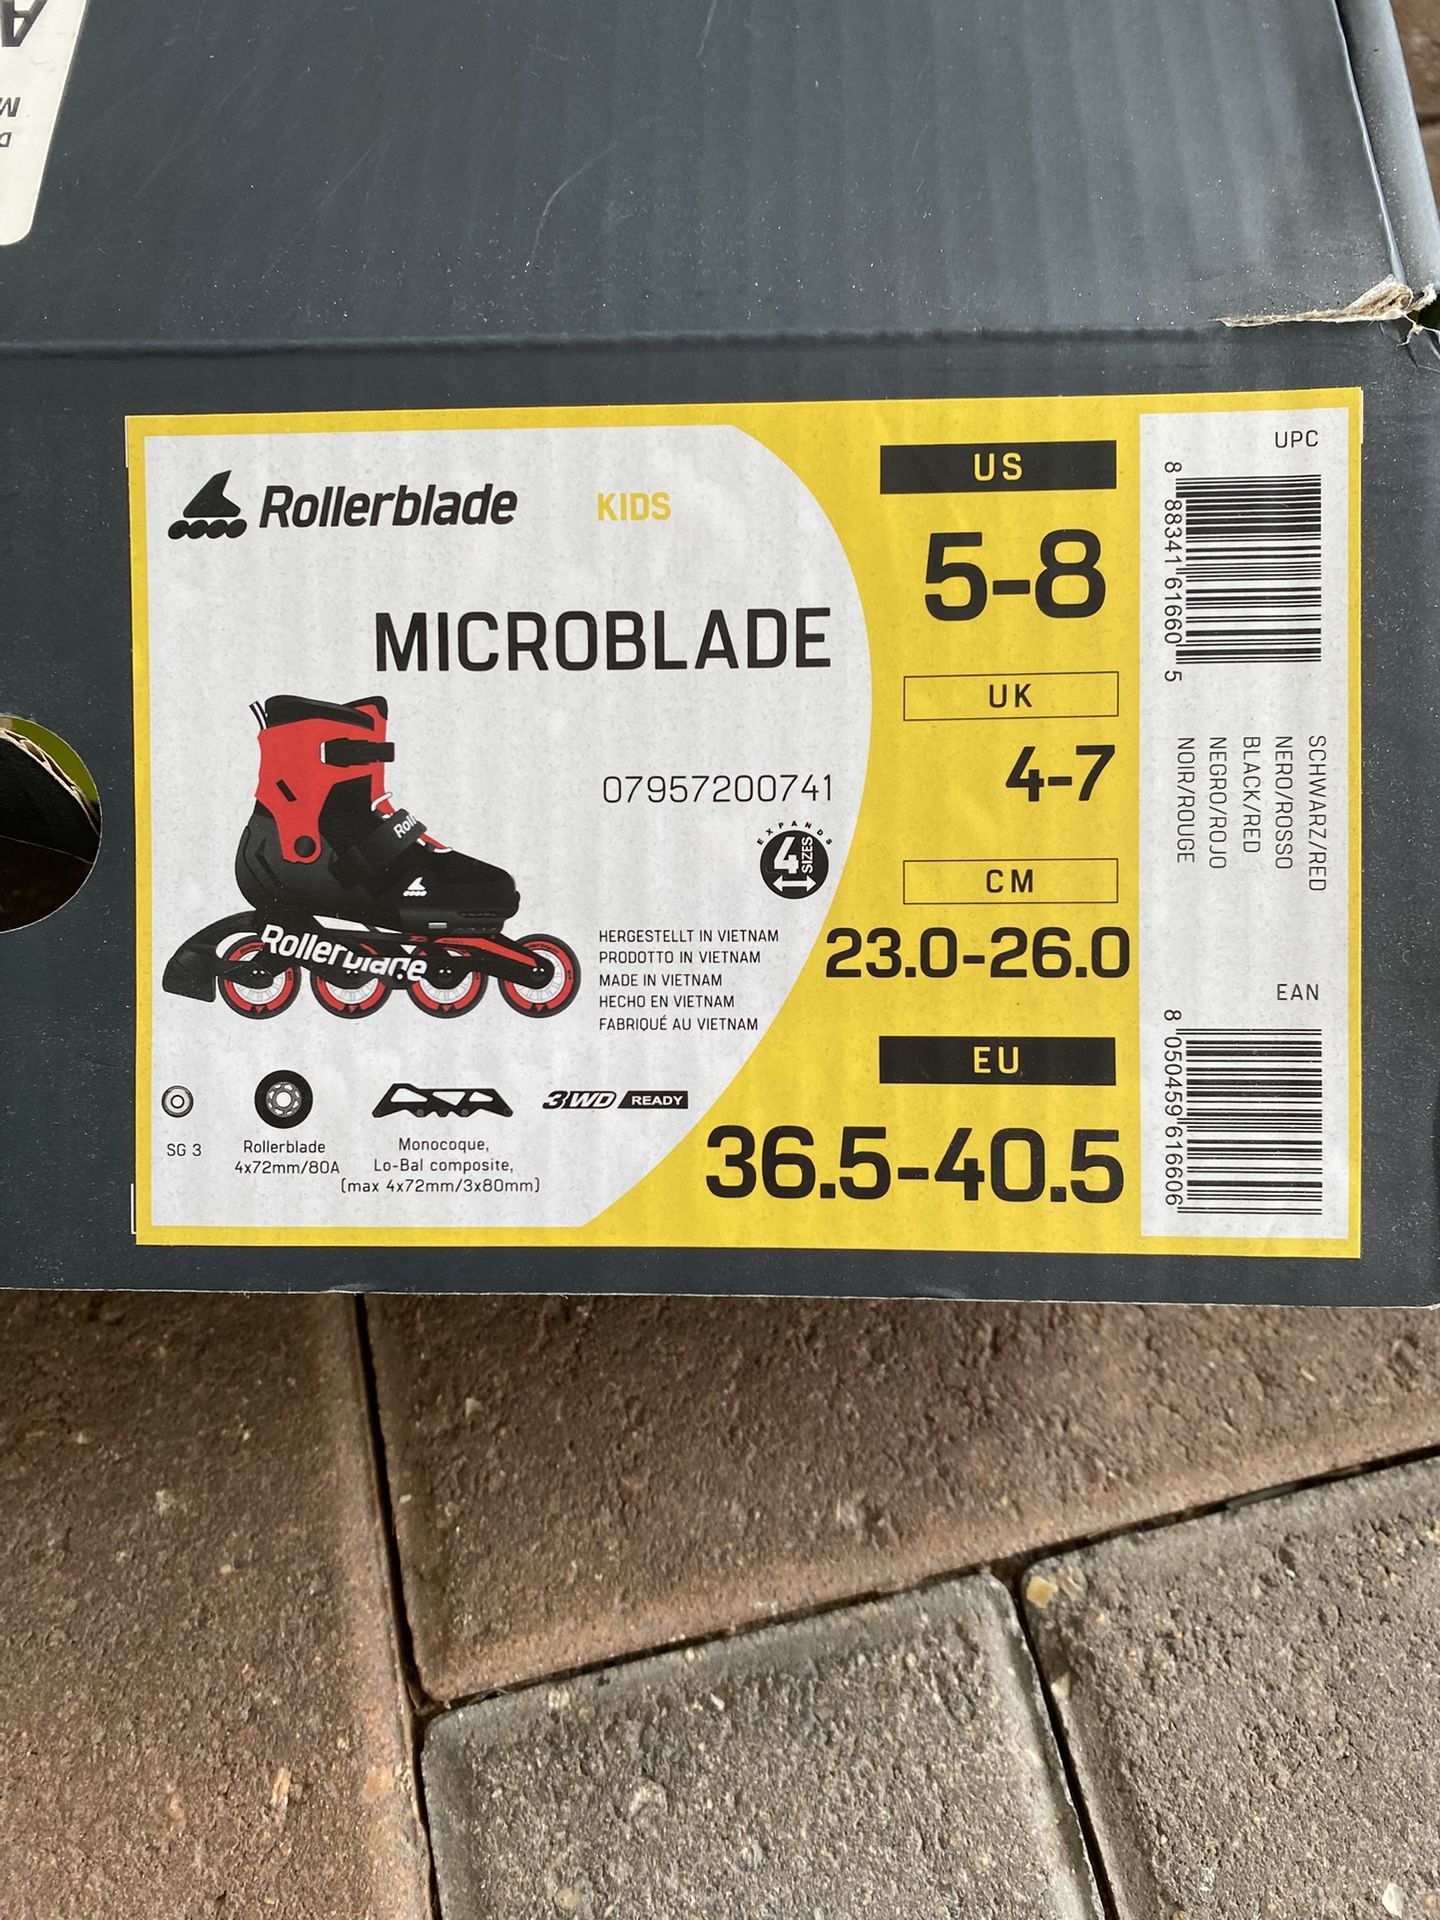 Rollerblade
KIDS
MICROBLADE
07957200741
EXPANDS
4 SIZES
Rollerblade
HERGESTELLT IN VIETNAM
PRODOTTO IN VIETNAM
MADE IN VIETNAM
HECHO EN VIETNAM
FABRIQUÉ AU VIETNAM
SG 3
Rollerblade
4x72mm/80A
Monocoque,
Lo-Bal composite,
(max 4x72mm/3x80mm)
3WD READY
US
5-8
UK
4-7
CM
23.0-26.0
EU
36.5-40.5
UPC
8 88341 61660 5
SCHWARZ/RED
NERO/ROSSO
BLACK/RED
NEGRO/ROJO
NOIR/ROUGE
EAN
8 050459 616606